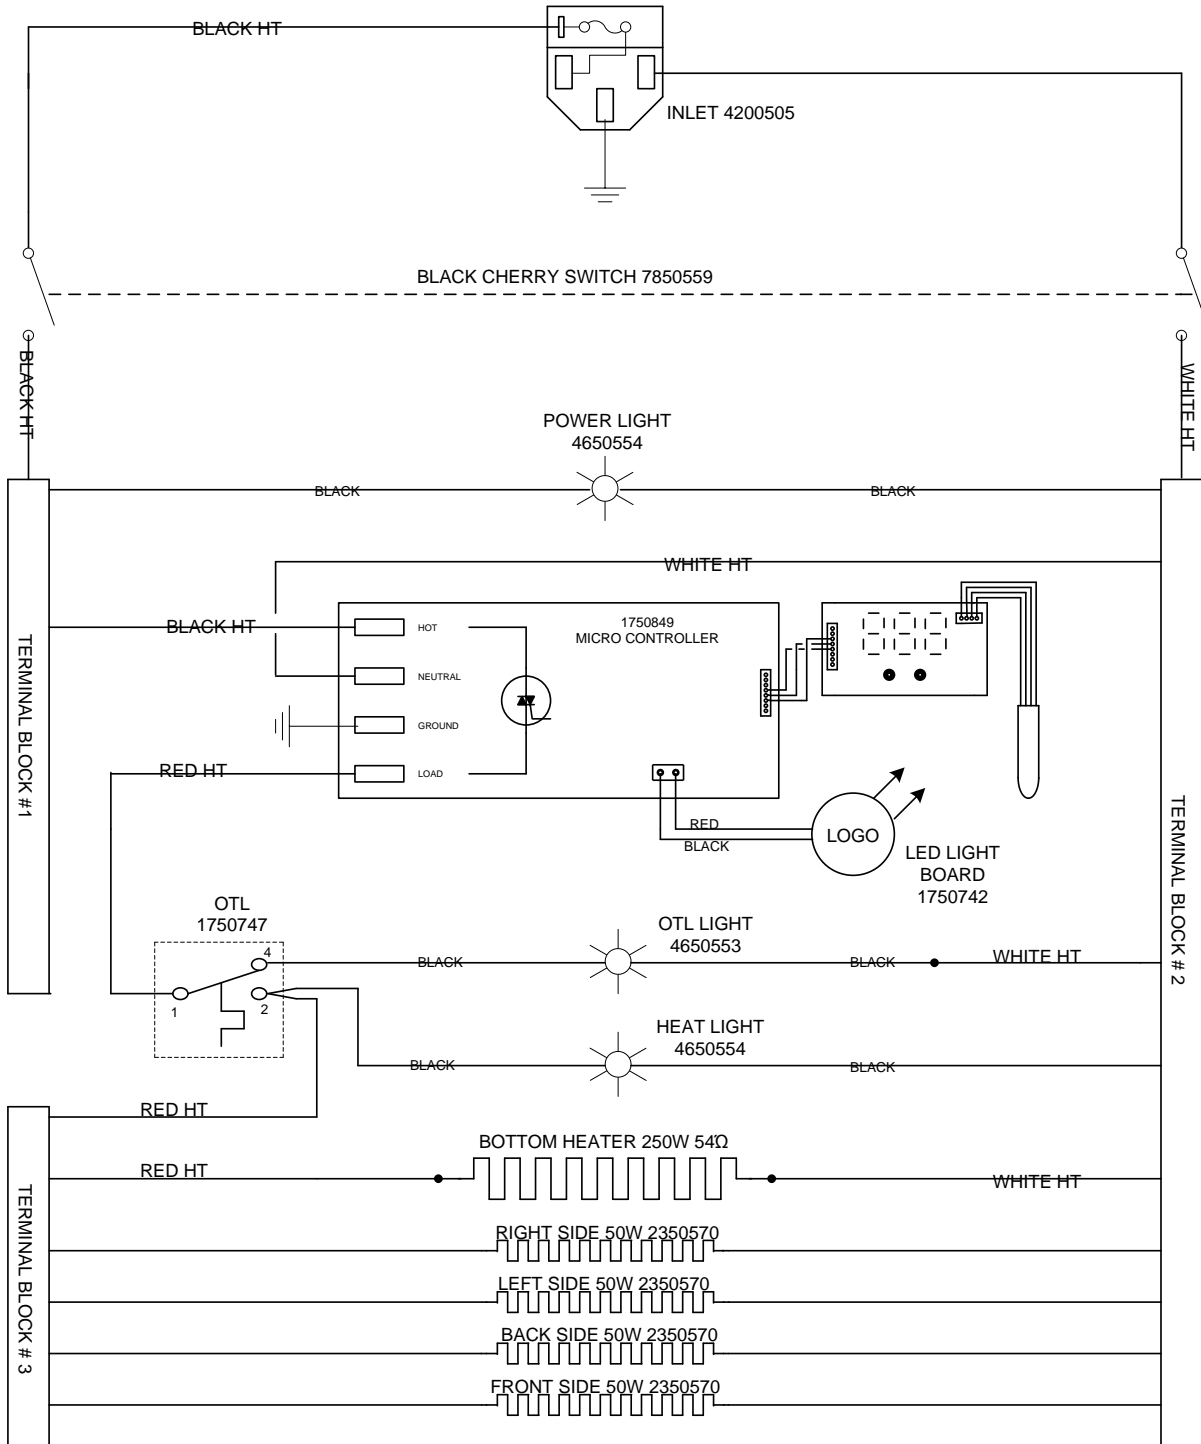 BLACK HT
INLET 4200505
BLACK CHERRY SWITCH 7850559
BLACK HT
WHITE HT
POWER LIGHT
4650554
BLACK
BLACK
WHITE HT
BLACK HT
HOT
1750849
MICRO CONTROLLER
NEUTRAL
GROUND
LOAD
RED HT
TERMINAL BLOCK #1
RED
BLACK
LOGO
LED LIGHT
BOARD
1750742
TERMINAL BLOCK # 2
OTL
1750747
4
1
2
OTL LIGHT
4650553
BLACK
BLACK
WHITE HT
HEAT LIGHT
4650554
BLACK
BLACK
RED HT
BOTTOM HEATER 250W 54Ω
RED HT
WHITE HT
TERMINAL BLOCK # 3
RIGHT SIDE 50W 2350570
LEFT SIDE 50W 2350570
BACK SIDE 50W 2350570
FRONT SIDE 50W 2350570